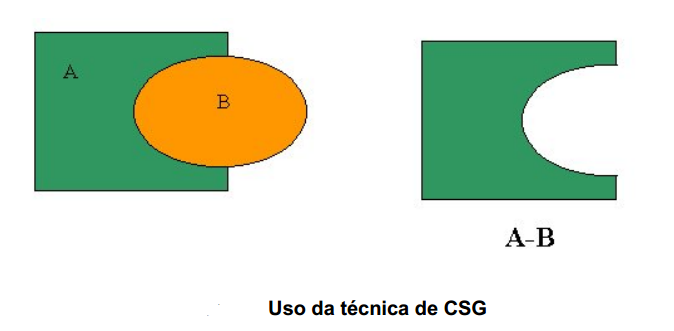 A
B
A-B
Uso da técnica de CSG